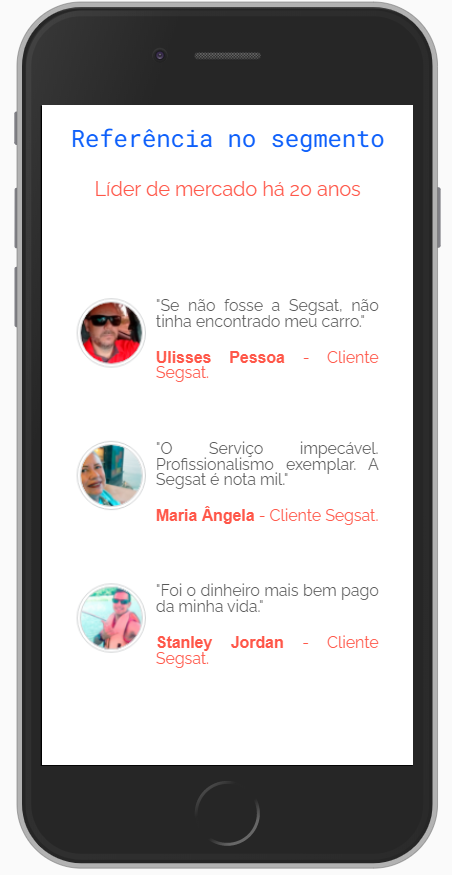 Referência no segmento
Líder de mercado há 20 anos
"Se não fosse a Segsat, não
tinha encontrado meu carro."
Ulisses Pessoa - Cliente
Segsat.
"O Serviço impecável.
Profissionalismo exemplar. A
Segsat é nota mil."
Maria Ângela - Cliente Segsat.
"Foi o dinheiro mais bem pago
da minha vida."
Stanley Jordan - Cliente
Segsat.